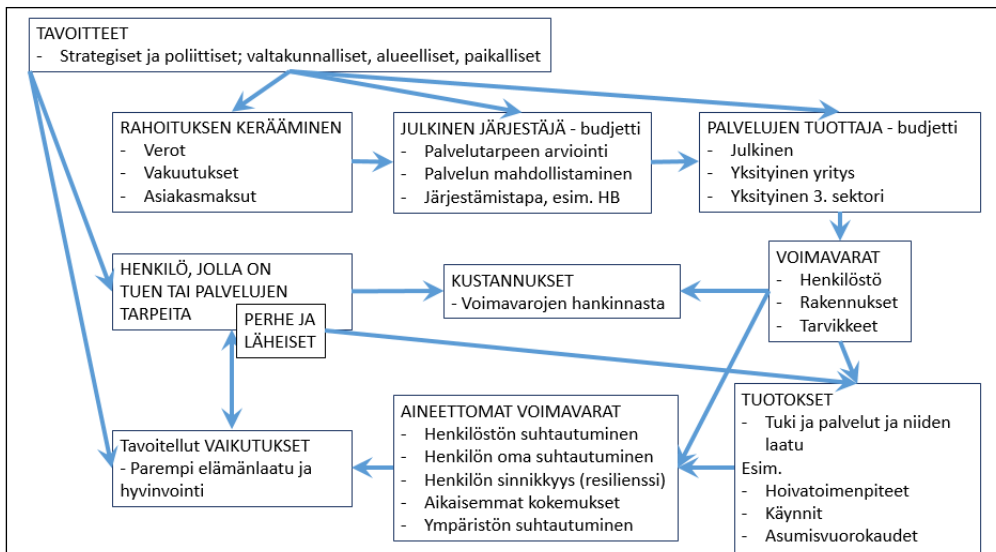 TAVOITTEET
- Strategiset ja poliittiset; valtakunnalliset, alueelliset, paikalliset
RAHOITUKSEN KERÄÄMINEN
- Verot
- Vakuutukset
- Asiakasmaksut
JULKINEN JÄRJESTÄJÄ - budjetti
- Palvelutarpeen arviointi
- Palvelun mahdollistaminen
- Järjestämistapa, esim. HB
PALVELUJEN TUOTTAJA - budjetti
- Julkinen
- Yksityinen yritys
- Yksityinen 3. sektori
HENKILÖ, JOLLA ON
TUEN TAI PALVELUJEN
TARPEITA
PERHE JA
LÄHEISET
KUSTANNUKSET
- Voimavarojen hankinnasta
VOIMAVARAT
- Henkilöstö
- Rakennukset
- Tarvikkeet
Tavoitellut VAIKUTUKSET
- Parempi elämänlaatu ja
hyvinvointi
AINEETTOMAT VOIMAVARAT
- Henkilöstön suhtautuminen
- Henkilön oma suhtautuminen
- Henkilön sinnikkyys (resilienssi)
- Aikaisemmat kokemukset
- Ympäristön suhtautuminen
TUOTOKSET
- Tuki ja palvelut ja niiden
laatu
Esim.
- Hoivatoimenpiteet
- Käynnit
- Asumisvuorokaudet